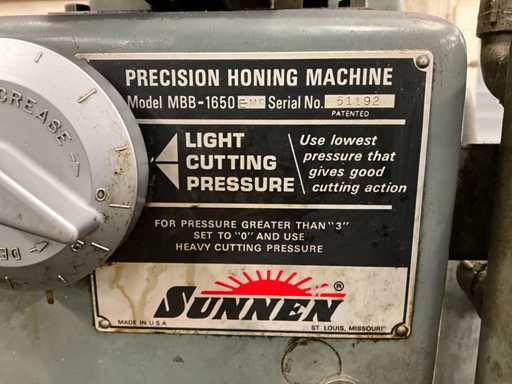 PRECISION HONING MACHINE
Model MBB-1650 Serial No. 61192
PATENTED
LIGHT
CUTTING
PRESSURE
Use lowest
pressure that
gives good
cutting action
FOR PRESSURE GREATER THAN "3"
SET TO "0" AND USE
HEAVY CUTTING PRESSURE
SUNNEN®
MADE IN U.S.A.
ST. LOUIS, MISSOURI